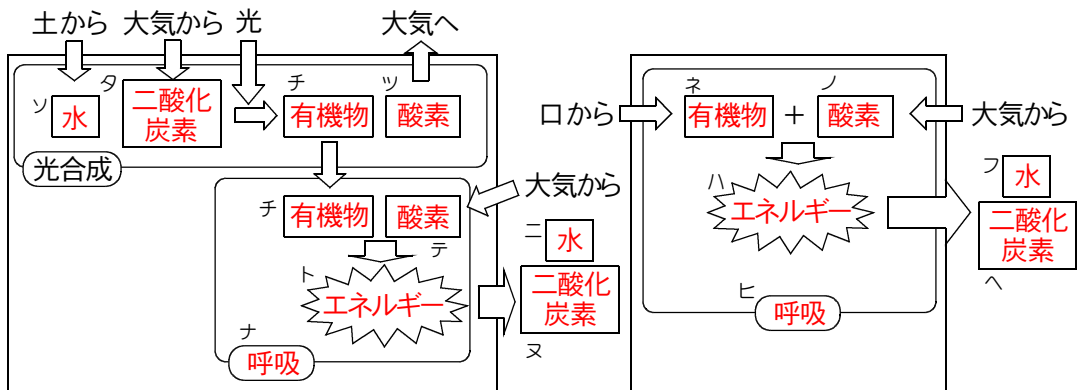 土から 大気から 光 大気へ
ソ 水
タ 二酸化
炭素
チ 有機物
ツ 酸素
光合成
大気から
チ 有機物
酸素 テ
ト エネルギー
ナ 呼吸
ニ 水
二酸化
炭素
ヌ
口から
ネ 有機物
+
ノ 酸素
大気から
ハ エネルギー
ヒ 呼吸
フ 水
二酸化
炭素
ヘ